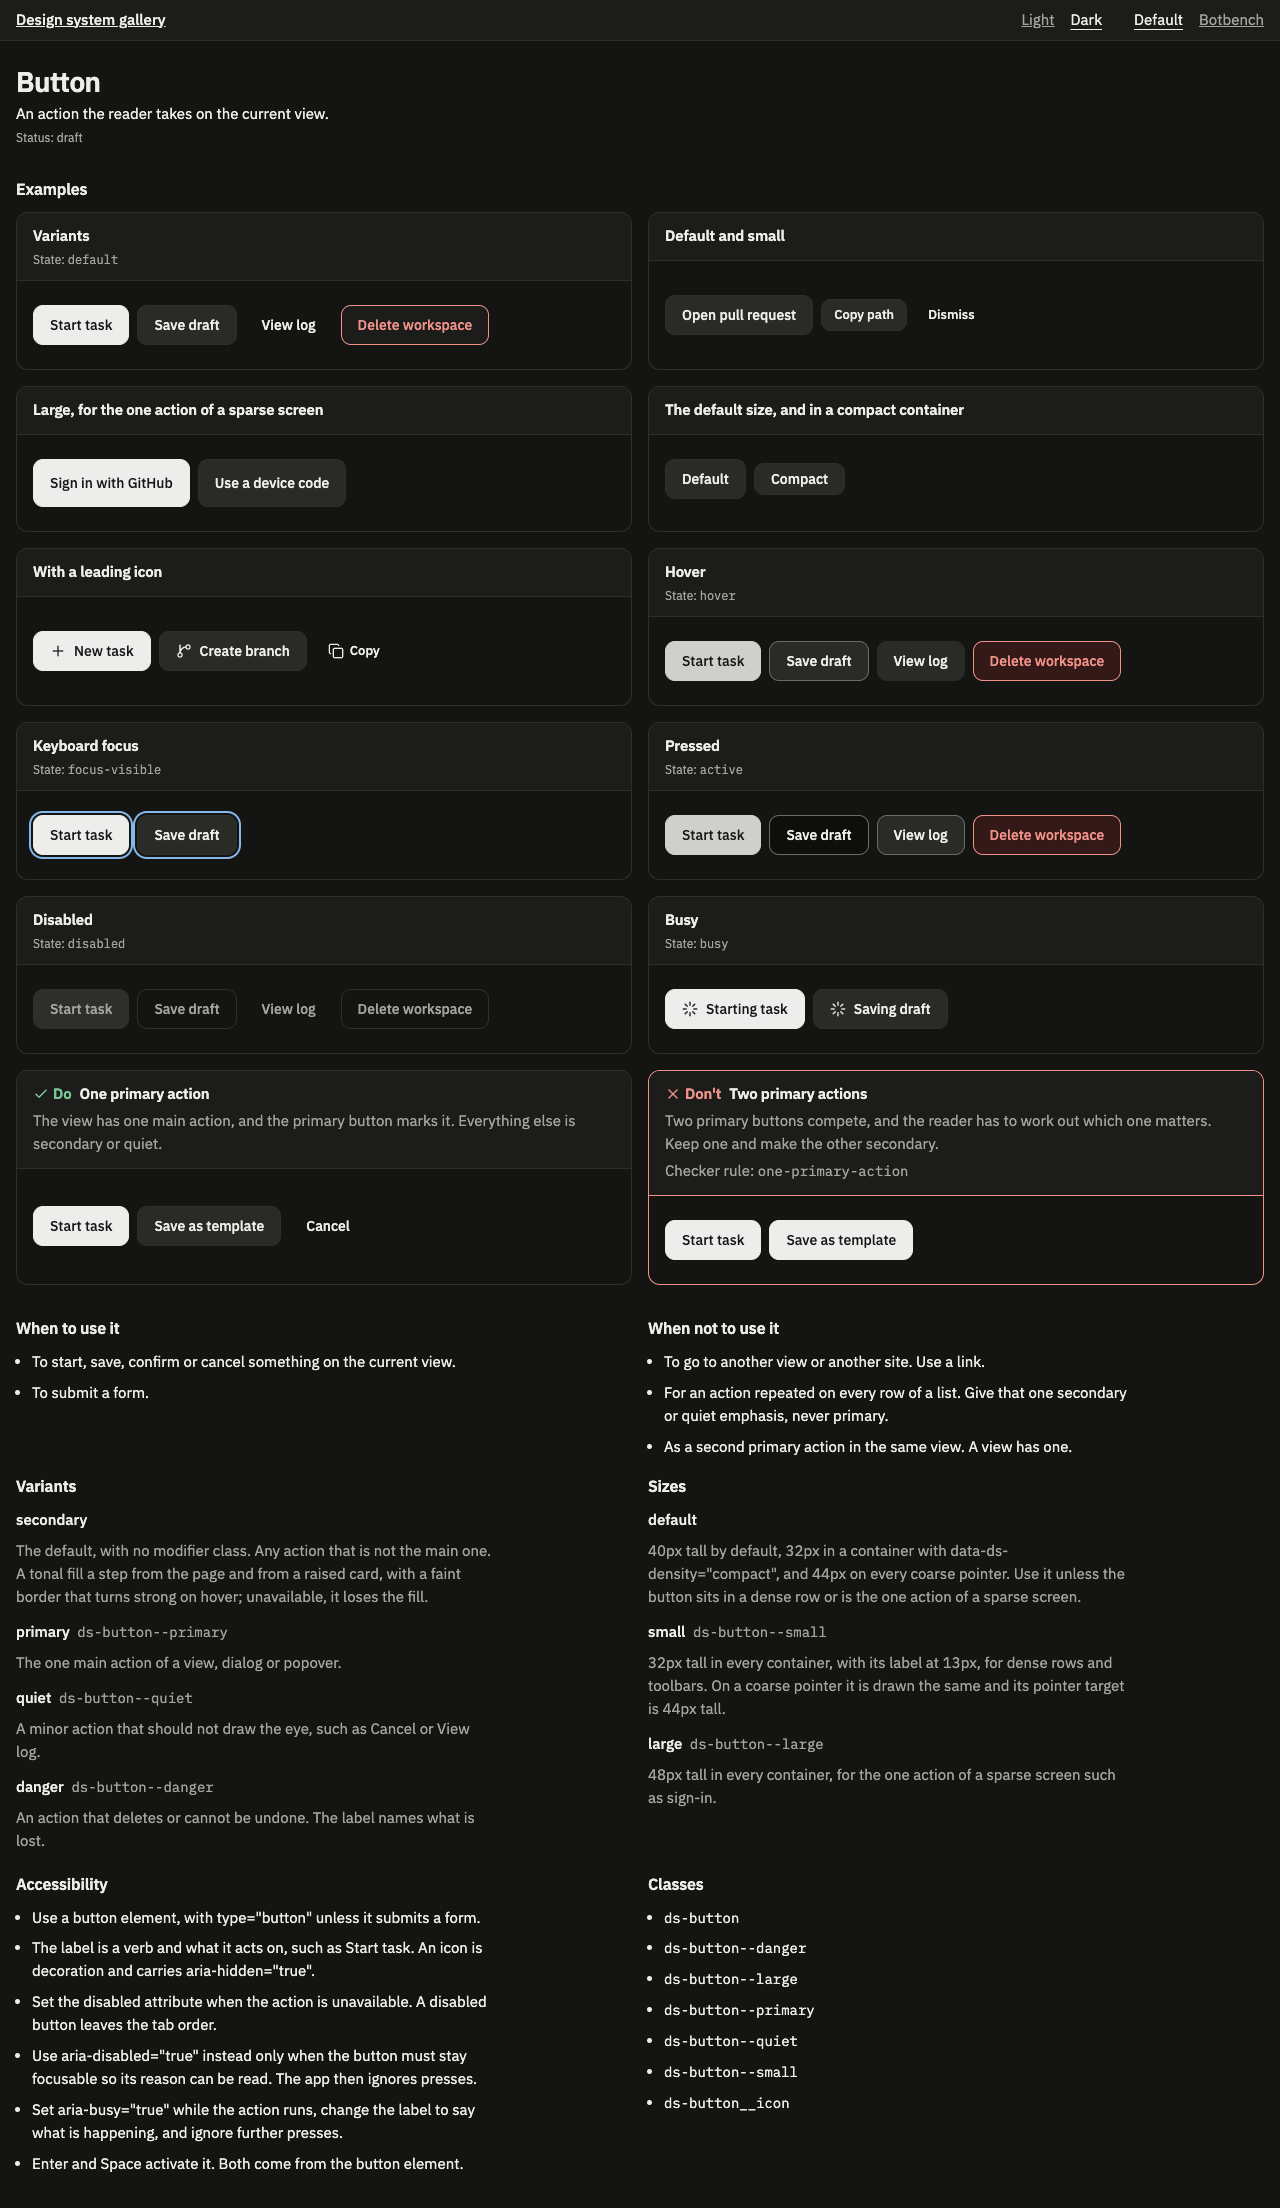 Design system gallery
Light Dark Default Botbench
Button
An action the reader takes on the current view.
Status: draft
Examples
Variants
State: default
Start task Save draft View log Delete workspace
Default and small
Open pull request Copy path Dismiss
Large, for the one action of a sparse screen
Sign in with GitHub Use a device code
The default size, and in a compact container
Default Compact
With a leading icon
New task Create branch Copy
Hover
State: hover
Start task Save draft View log Delete workspace
Keyboard focus
State: focus-visible
Start task Save draft
Pressed
State: active
Start task Save draft View log Delete workspace
Disabled
State: disabled
Start task Save draft View log Delete workspace
Busy
State: busy
Starting task Saving draft
Do One primary action
The view has one main action, and the primary button marks it. Everything else is
secondary or quiet.
Start task Save as template Cancel
Don't Two primary actions
Two primary buttons compete, and the reader has to work out which one matters.
Keep one and make the other secondary.
Checker rule: one-primary-action
Start task Save as template
When to use it
To start, save, confirm or cancel something on the current view.
To submit a form.
When not to use it
To go to another view or another site. Use a link.
For an action repeated on every row of a list. Give that one secondary
or quiet emphasis, never primary.
As a second primary action in the same view. A view has one.
Variants
secondary
The default, with no modifier class. Any action that is not the main one.
A tonal fill a step from the page and from a raised card, with a faint
border that turns strong on hover; unavailable, it loses the fill.
primary ds-button--primary
The one main action of a view, dialog or popover.
quiet ds-button--quiet
A minor action that should not draw the eye, such as Cancel or View
log.
danger ds-button--danger
An action that deletes or cannot be undone. The label names what is
lost.
Sizes
default
40px tall by default, 32px in a container with data-ds-
density="compact", and 44px on every coarse pointer. Use it unless the
button sits in a dense row or is the one action of a sparse screen.
small ds-button--small
32px tall in every container, with its label at 13px, for dense rows and
toolbars. On a coarse pointer it is drawn the same and its pointer target
is 44px tall.
large ds-button--large
48px tall in every container, for the one action of a sparse screen such
as sign-in.
Accessibility
Use a button element, with type="button" unless it submits a form.
The label is a verb and what it acts on, such as Start task. An icon is
decoration and carries aria-hidden="true".
Set the disabled attribute when the action is unavailable. A disabled
button leaves the tab order.
Use aria-disabled="true" instead only when the button must stay
focusable so its reason can be read. The app then ignores presses.
Set aria-busy="true" while the action runs, change the label to say
what is happening, and ignore further presses.
Enter and Space activate it. Both come from the button element.
Classes
ds-button
ds-button--danger
ds-button--large
ds-button--primary
ds-button--quiet
ds-button--small
ds-button__icon